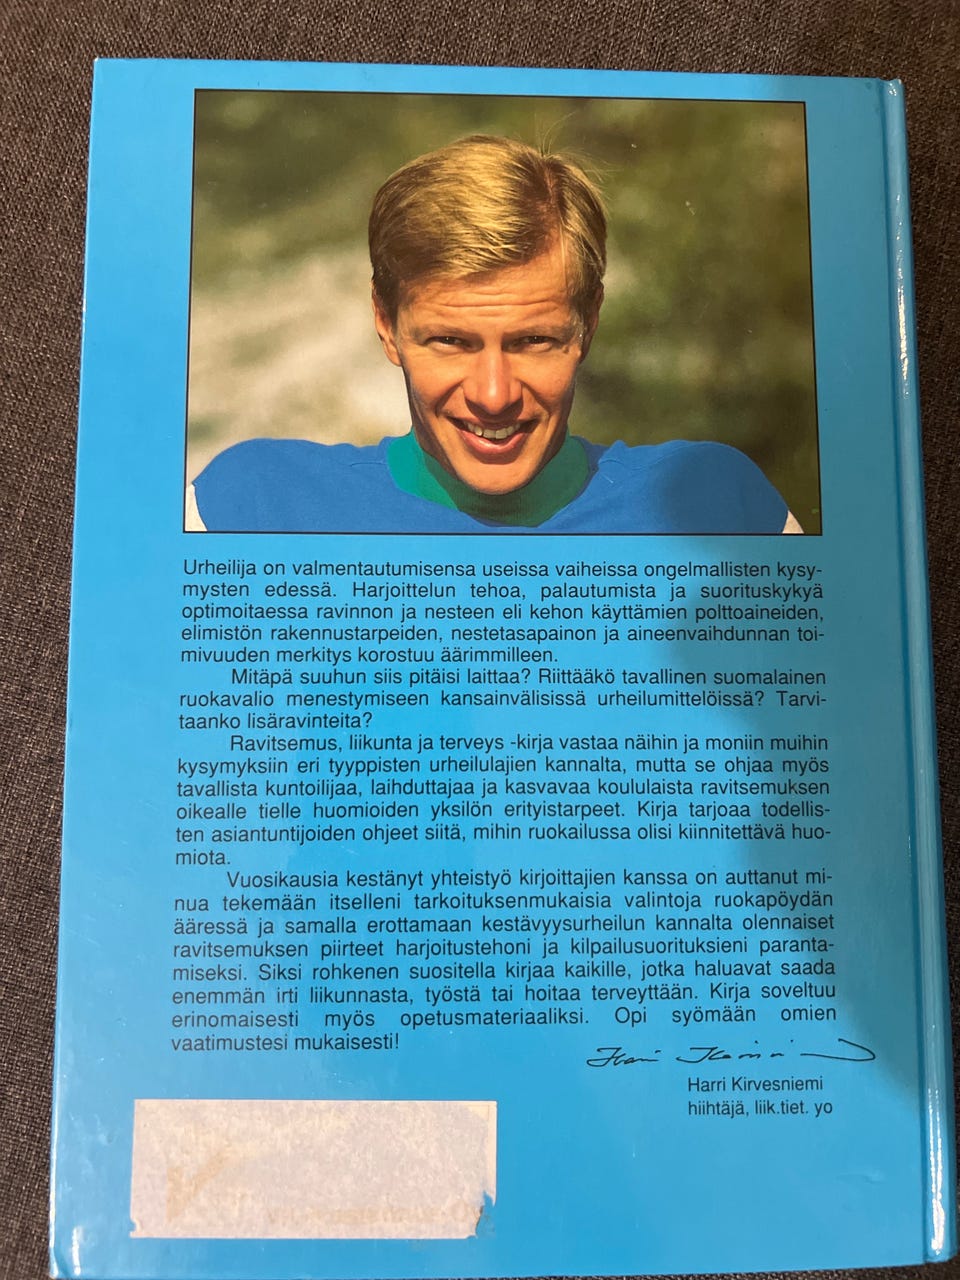 Urheilija on valmentautumisensa useissa vaiheissa ongelmallisten kysy-
mysten edessä. Harjoittelun tehoa, palautumista ja suorituskykyä
optimoitaessa ravinnon ja nesteen eli kehon käyttämien polttoaineiden,
elimistön rakennustarpeiden, nestetasapainon ja aineenvaihdunnan toi-
mivuuden merkitys korostuu äärimmilleen.
Mitäpä suuhun siis pitäisi laittaa? Riittääkö tavallinen suomalainen
ruokavalio menestymiseen kansainvälisissä urheilumittelöissä? Tarvi-
taanko lisäravinteita?
Ravitsemus, liikunta ja terveys -kirja vastaa näihin ja moniin muihin
kysymyksiin eri tyyppisten urheilulajien kannalta, mutta se ohjaa myös
tavallista kuntoilijaa, laihduttajaa ja kasvavaa koululaista ravitsemuksen
oikealle tielle huomioiden yksilön erityistarpeet. Kirja tarjoaa todellis-
ten asiantuntijoiden ohjeet siitä, mihin ruokailussa olisi kiinnitettävä huo-
miota.
Vuosikausia kestänyt yhteistyö kirjoittajien kanssa on auttanut mi-
nua tekemään itselleni tarkoituksenmukaisia valintoja ruokapöydän
ääressä ja samalla erottamaan kestävyysurheilun kannalta olennaiset
ravitsemuksen piirteet harjoitustehoni ja kilpailusuorituksieni paranta-
miseksi. Siksi rohkenen suositella kirjaa kaikille, jotka haluavat saada
enemmän irti liikunnasta, työstä tai hoitaa terveyttään. Kirja soveltuu
erinomaisesti myös opetusmateriaaliksi. Opi syömään omien
vaatimustesi mukaisesti!
Harri Kirvesniemi
hiihtäjä, liik.tiet. yo